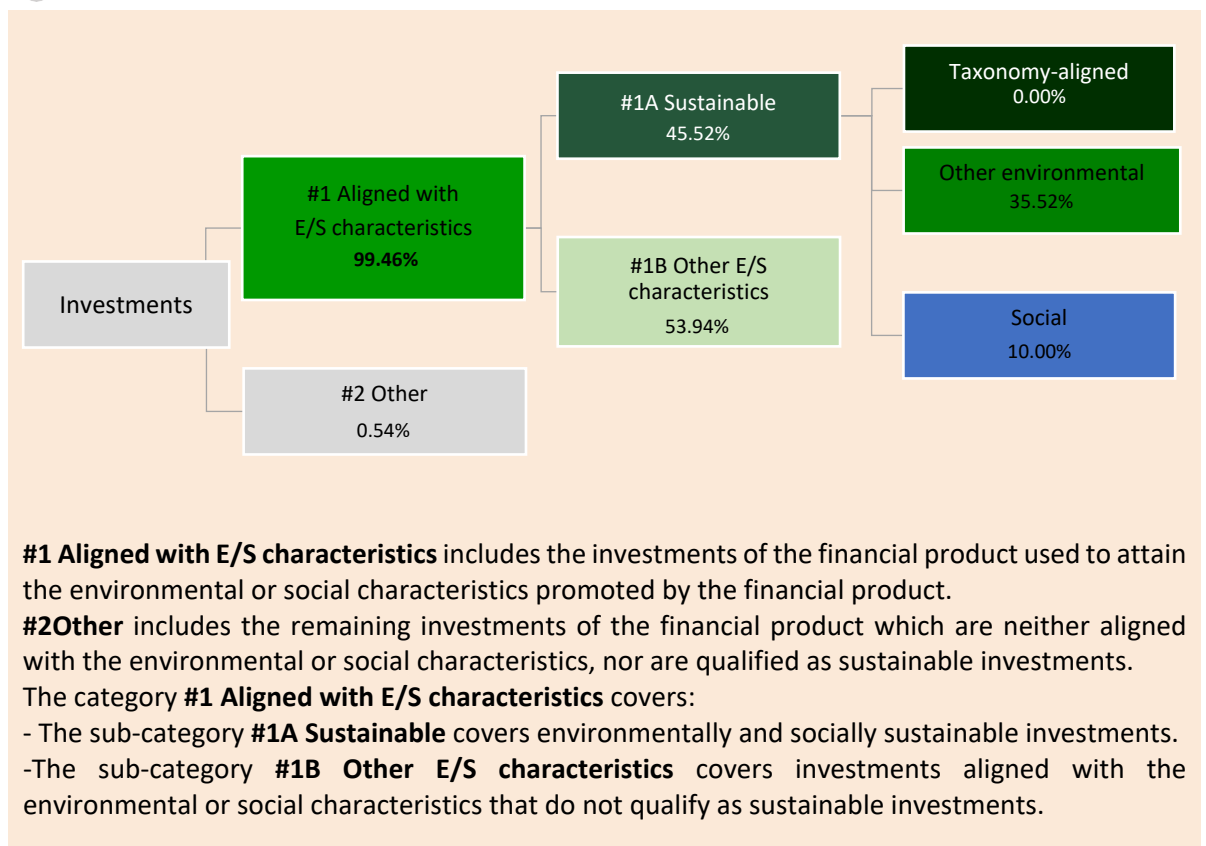 Investments
#1 Aligned with
E/S characteristics
99.46%
#2 Other
0.54%
#1A Sustainable
45.52%
#1B Other E/S
characteristics
53.94%
Taxonomy-aligned
0.00%
Other environmental
35.52%
Social
10.00%
#1 Aligned with E/S characteristics includes the investments of the financial product used to attain
the environmental or social characteristics promoted by the financial product.
#2Other includes the remaining investments of the financial product which are neither aligned
with the environmental or social characteristics, nor are qualified as sustainable investments.
The category #1 Aligned with E/S characteristics covers:
- The sub-category #1A Sustainable covers environmentally and socially sustainable investments.
-The sub-category #1B Other E/S characteristics covers investments aligned with the
environmental or social characteristics that do not qualify as sustainable investments.